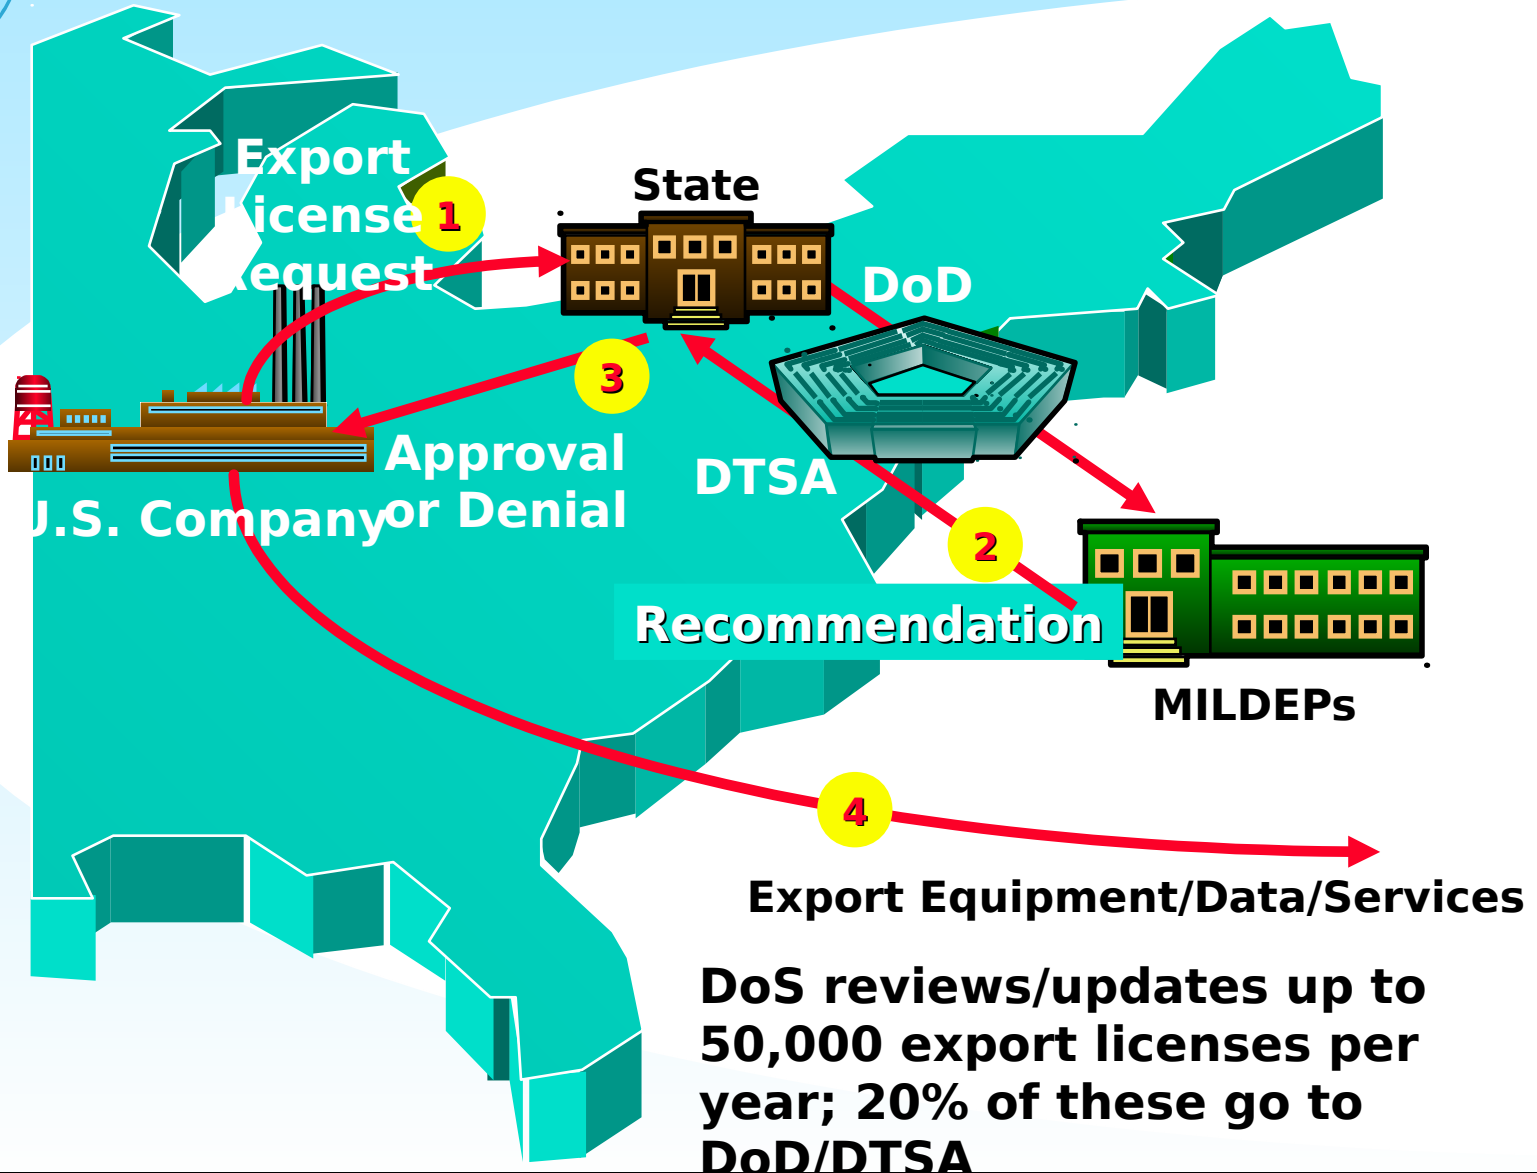 Export
License
Request
1
State
DoD
3
Approval
or Denial
DTSA
U.S. Company
2
Recommendation
MILDEPs
4
Export Equipment/Data/Services
DoS reviews/updates up to
50,000 export licenses per
year; 20% of these go to
DoD/DTSA